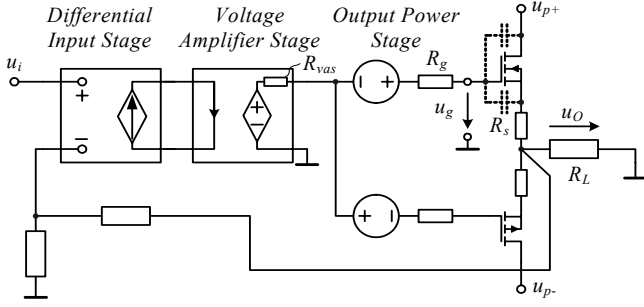 Differential Input Stage
Voltage Amplifier Stage
Output Power Stage
u_p+
u_i
R_vas
R_g
+
−
+
−
−
+
u_g
R_s
u_O
R_L
+
−
u_p-